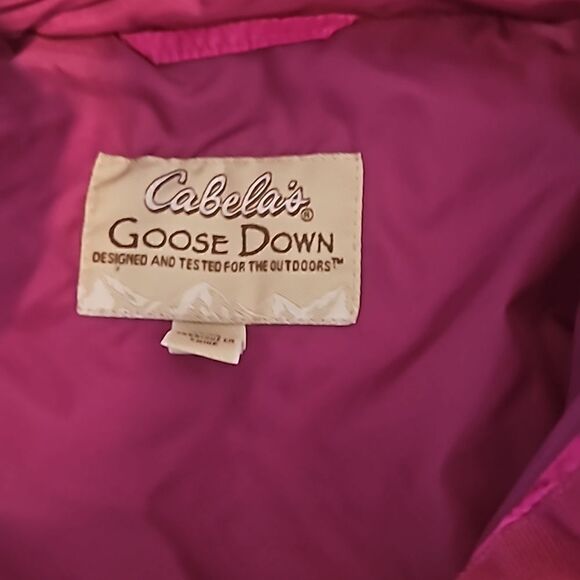 Cabela's®
GOOSE DOWN
DESIGNED AND TESTED FOR THE OUTDOORS™